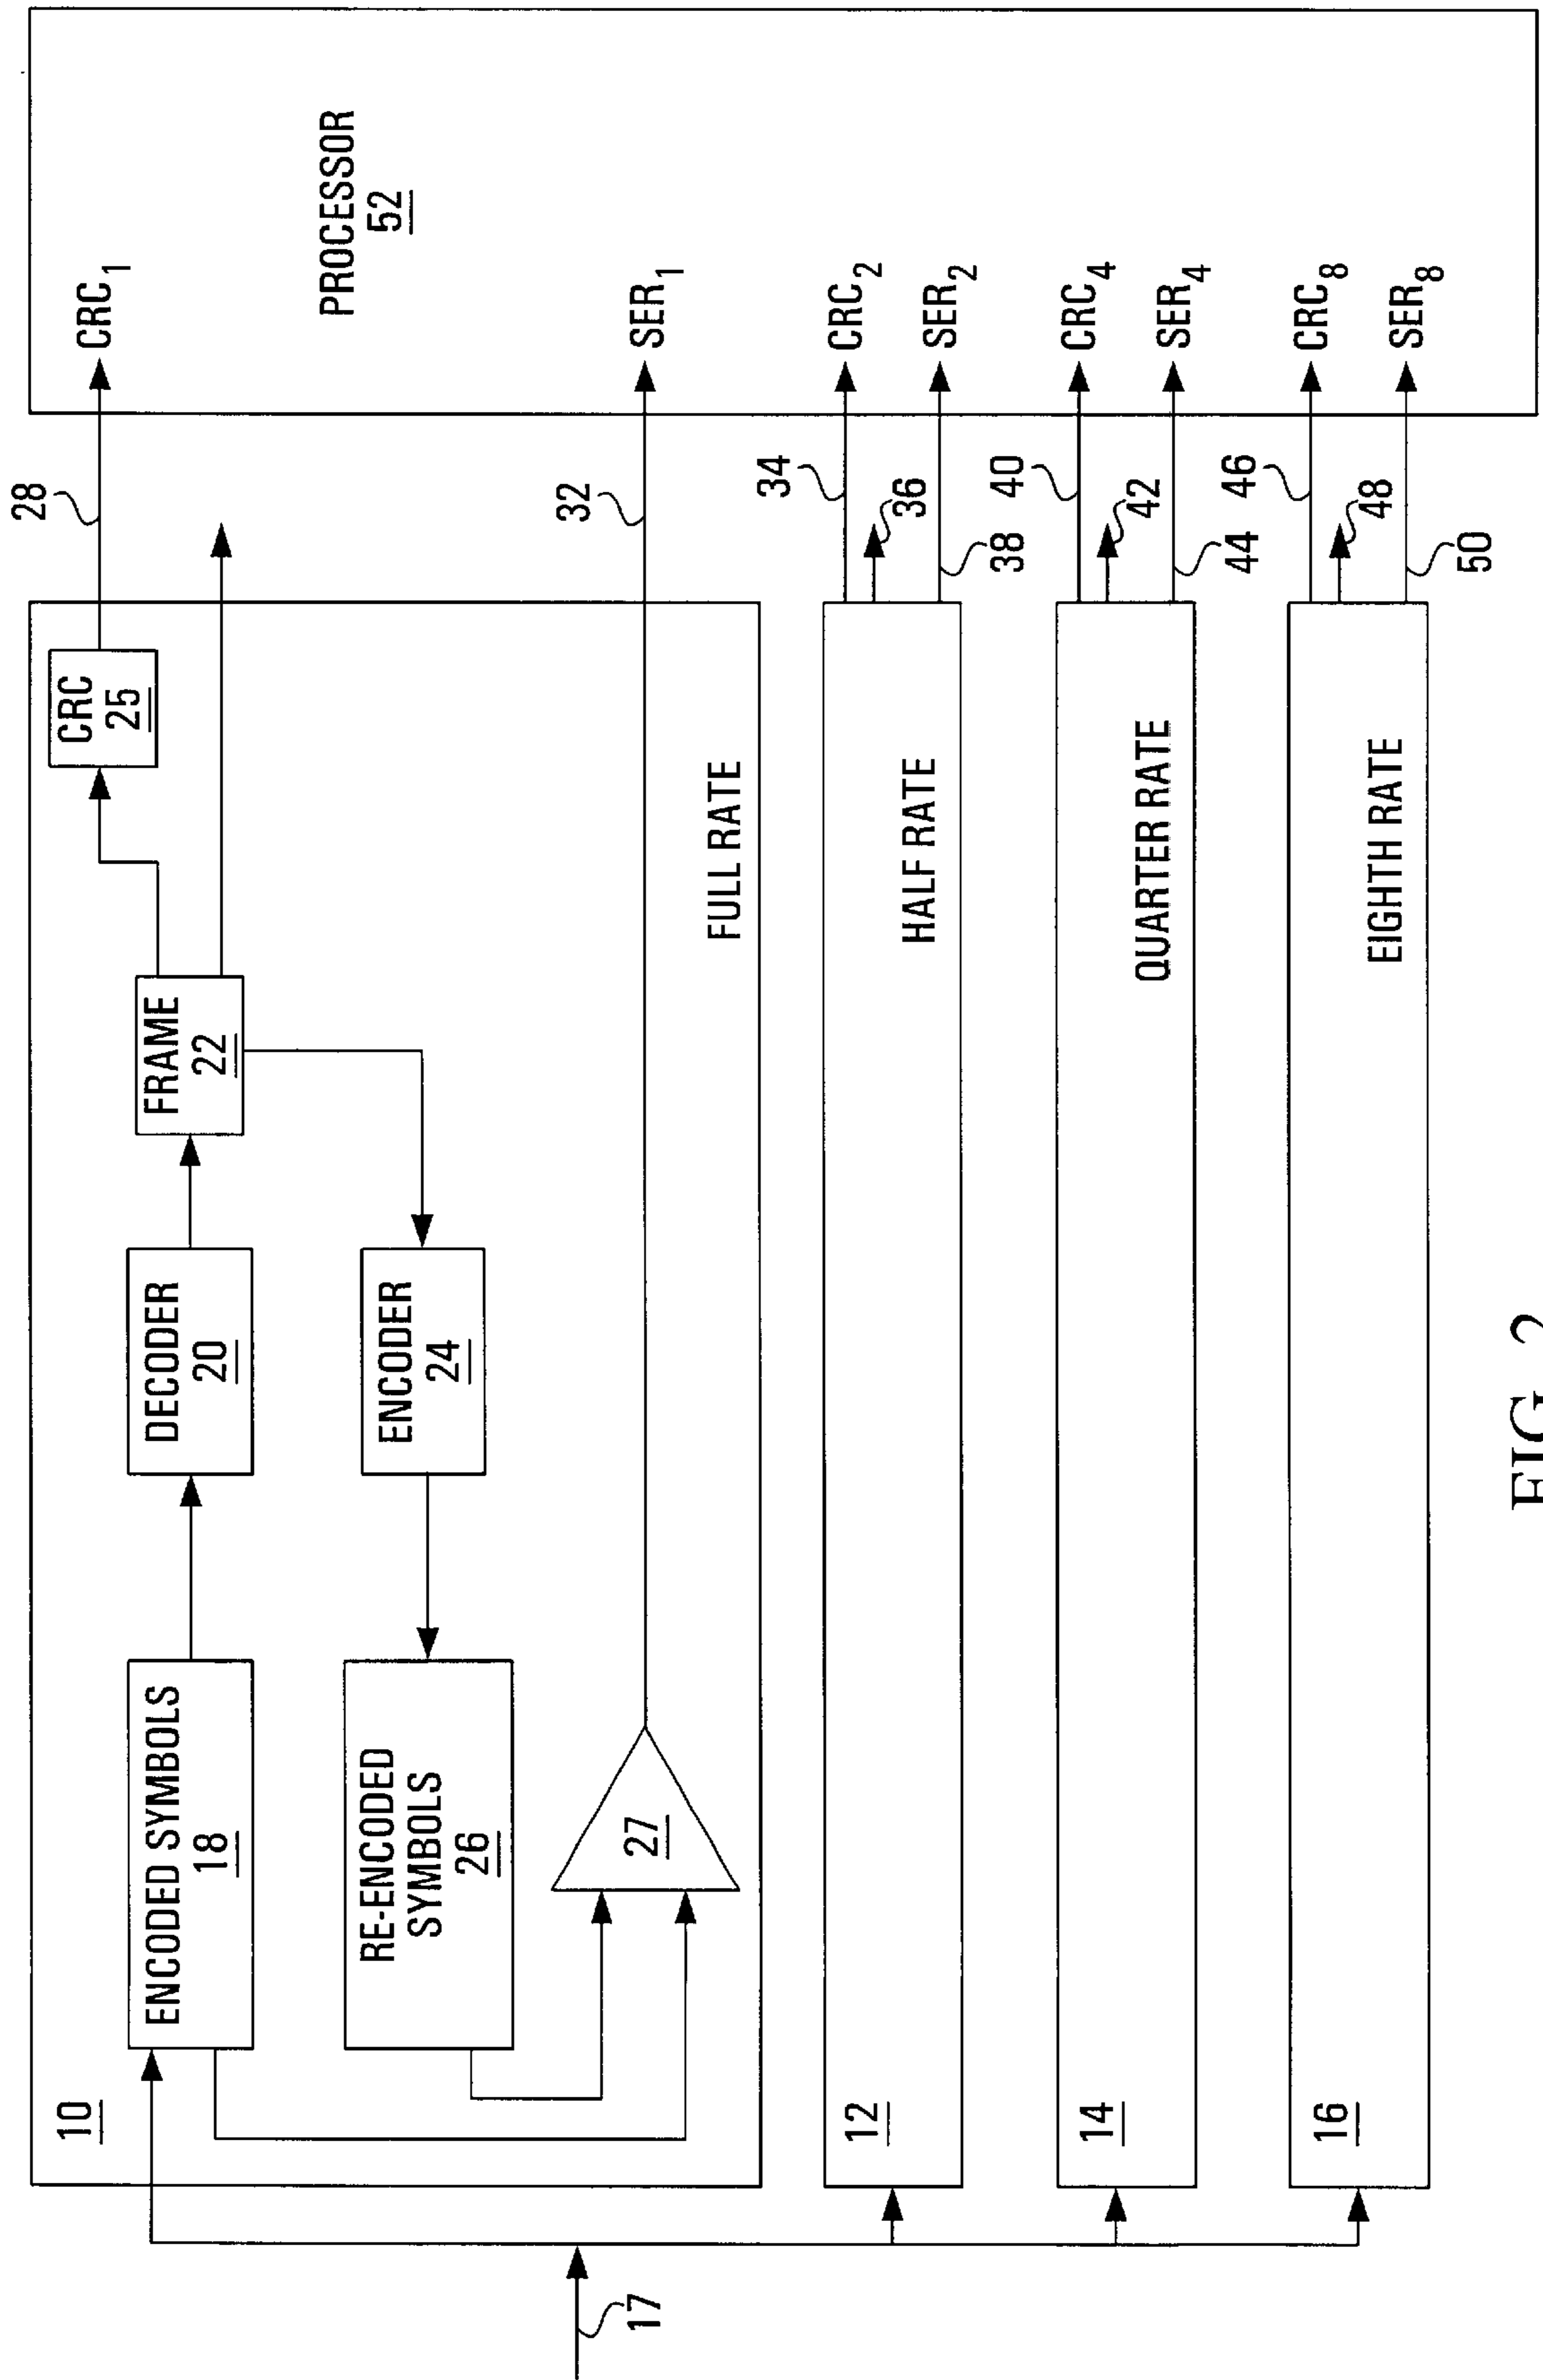 10
ENCODED SYMBOLS
18
DECODER
20
FRAME
22
CRC
25
28
CRC1
RE-ENCODED
SYMBOLS
26
ENCODER
24
27
32
SER1
FULL RATE
PROCESSOR
52
17
12
HALF RATE
34
36
38
CRC2
SER2
14
QUARTER RATE
40
42
44
CRC4
SER4
16
EIGHTH RATE
46
48
50
CRC8
SER8
FIG. 2